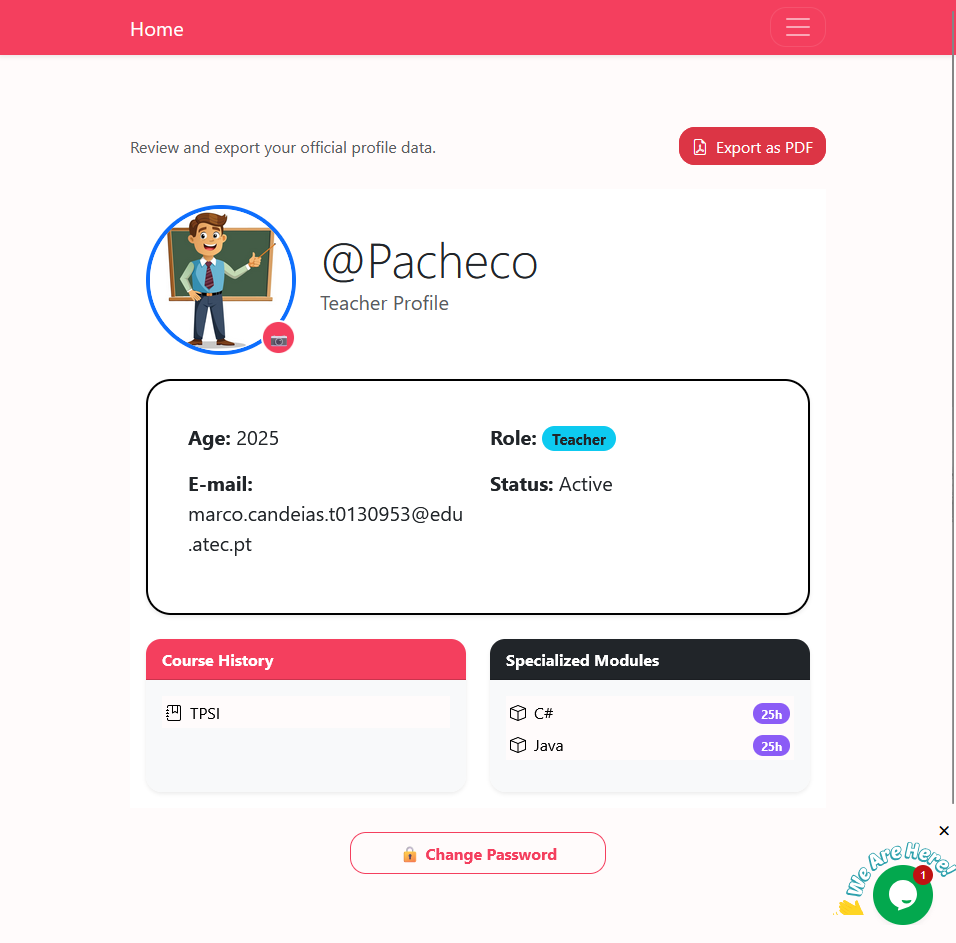 Home
Review and export your official profile data.
Export as PDF
@Pacheco
Teacher Profile
Age: 2025
Role: Teacher
E-mail:
marco.candeias.t0130953@edu
.atec.pt
Status: Active
Course History
TPSI
Specialized Modules
C# 25h
Java 25h
Change Password
We Are Here!
1